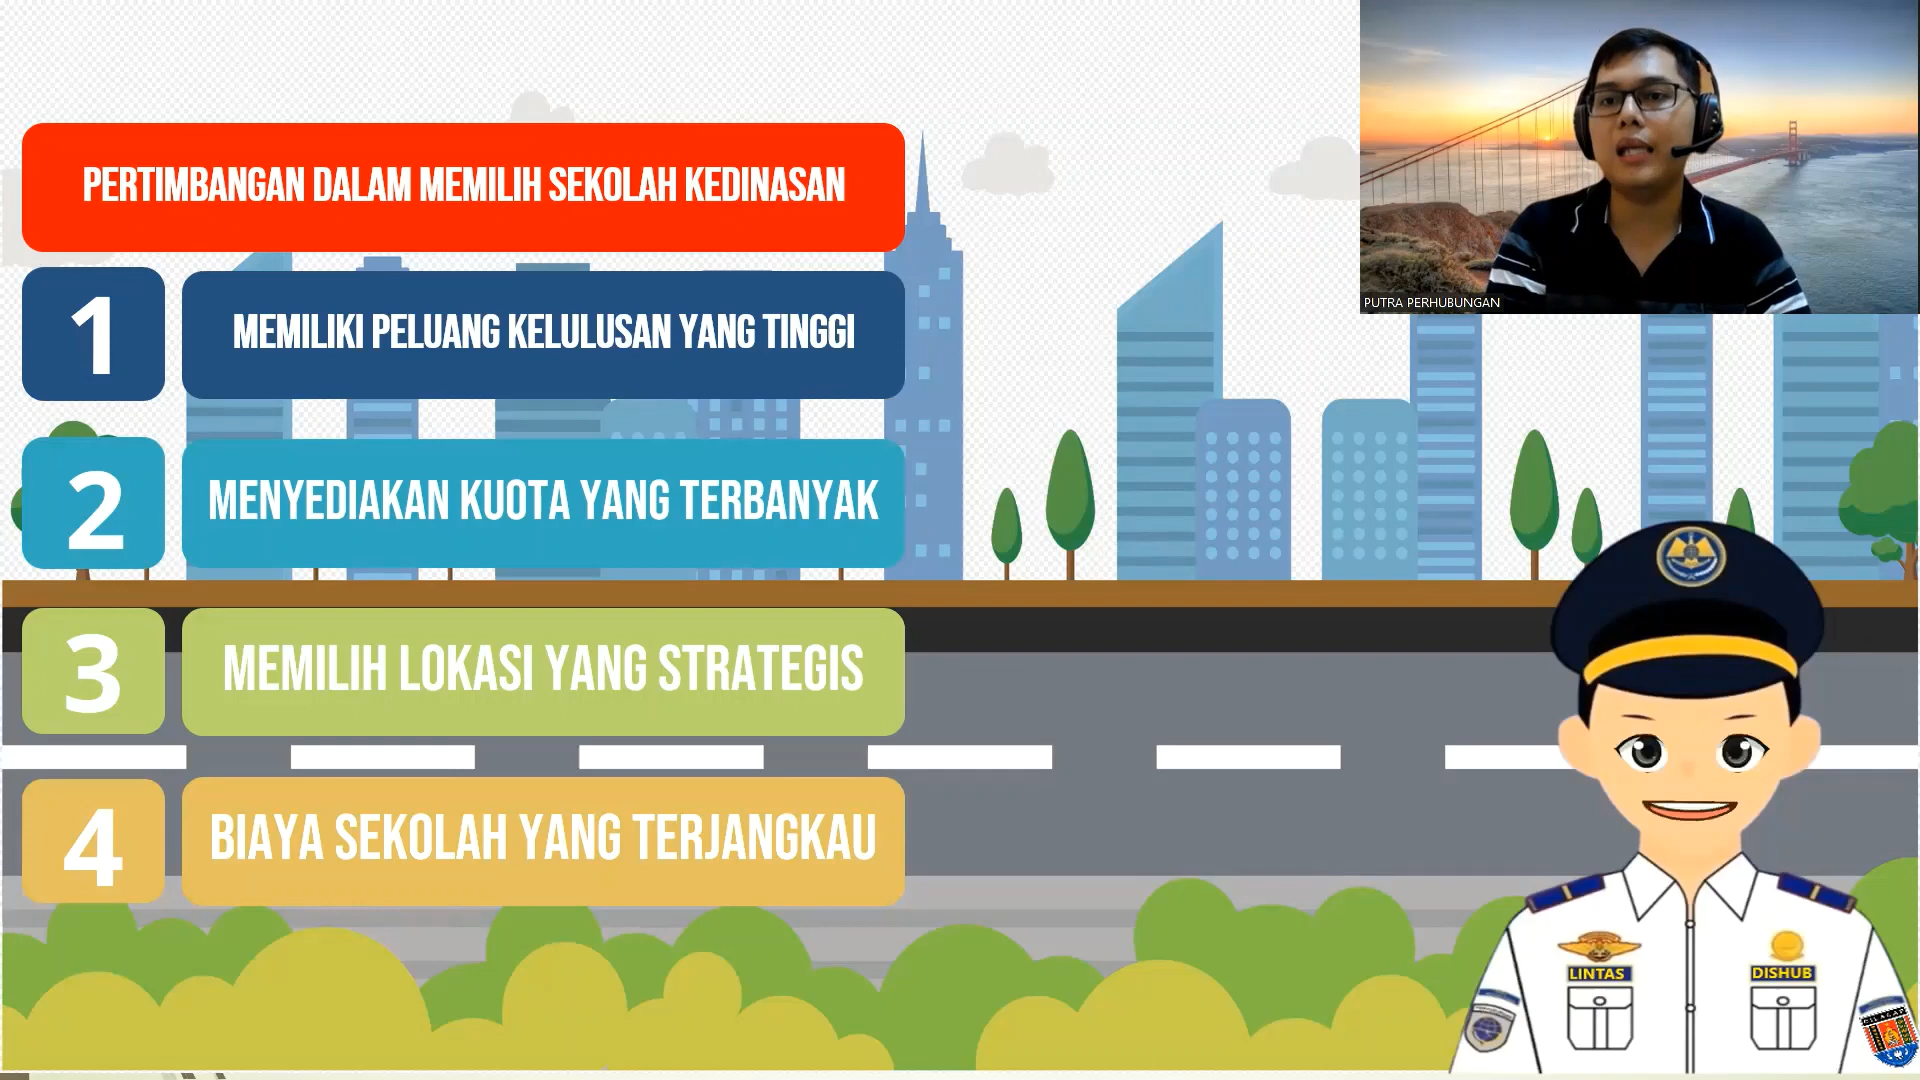 PERTIMBANGAN DALAM MEMILIH SEKOLAH KEDINASAN
1
MEMILIKI PELUANG KELULUSAN YANG TINGGI
2
MENYEDIAKAN KUOTA YANG TERBANYAK
3
MEMILIH LOKASI YANG STRATEGIS
4
BIAYA SEKOLAH YANG TERJANGKAU
PUTRA PERHUBUNGAN
LINTAS
DISHUB
CILACAP